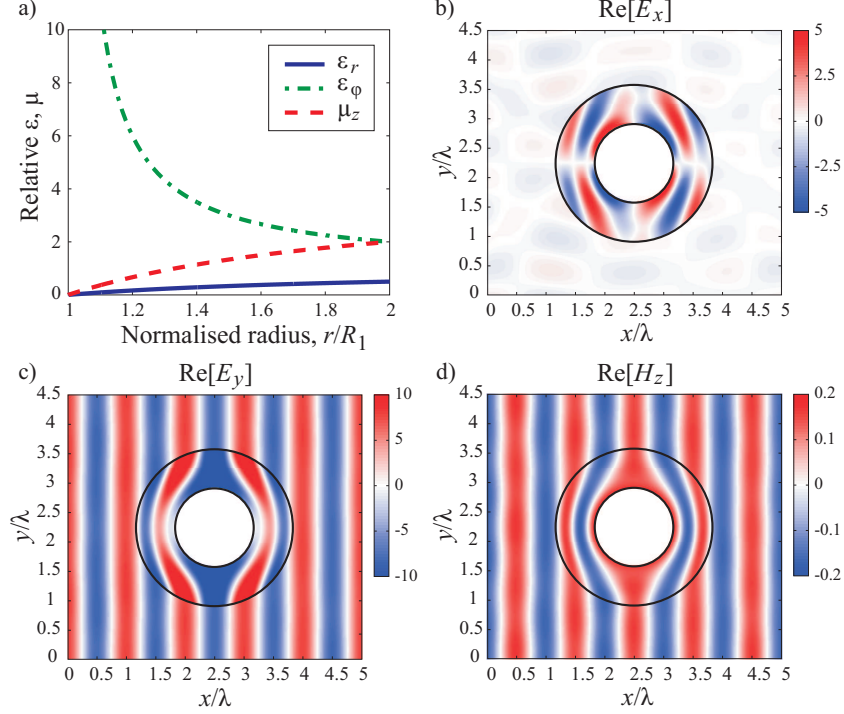 a)
10
8
6
4
2
0
Relative ε, μ
ε_r
ε_φ
μ_z
1 1.2 1.4 1.6 1.8 2
Normalised radius, r/R_1
b)
Re[E_x]
4.5
4
3.5
3
2.5
2
1.5
1
0.5
0
y/λ
0 0.5 1 1.5 2 2.5 3 3.5 4 4.5 5
x/λ
5
0
-5
c)
Re[E_y]
4.5
4
3.5
3
2.5
2
1.5
1
0.5
0
y/λ
0 0.5 1 1.5 2 2.5 3 3.5 4 4.5 5
x/λ
10
5
0
-5
-10
d)
Re[H_z]
4.5
4
3.5
3
2.5
2
1.5
1
0.5
0
y/λ
0 0.5 1 1.5 2 2.5 3 3.5 4 4.5 5
x/λ
0.2
0.1
0
-0.1
-0.2